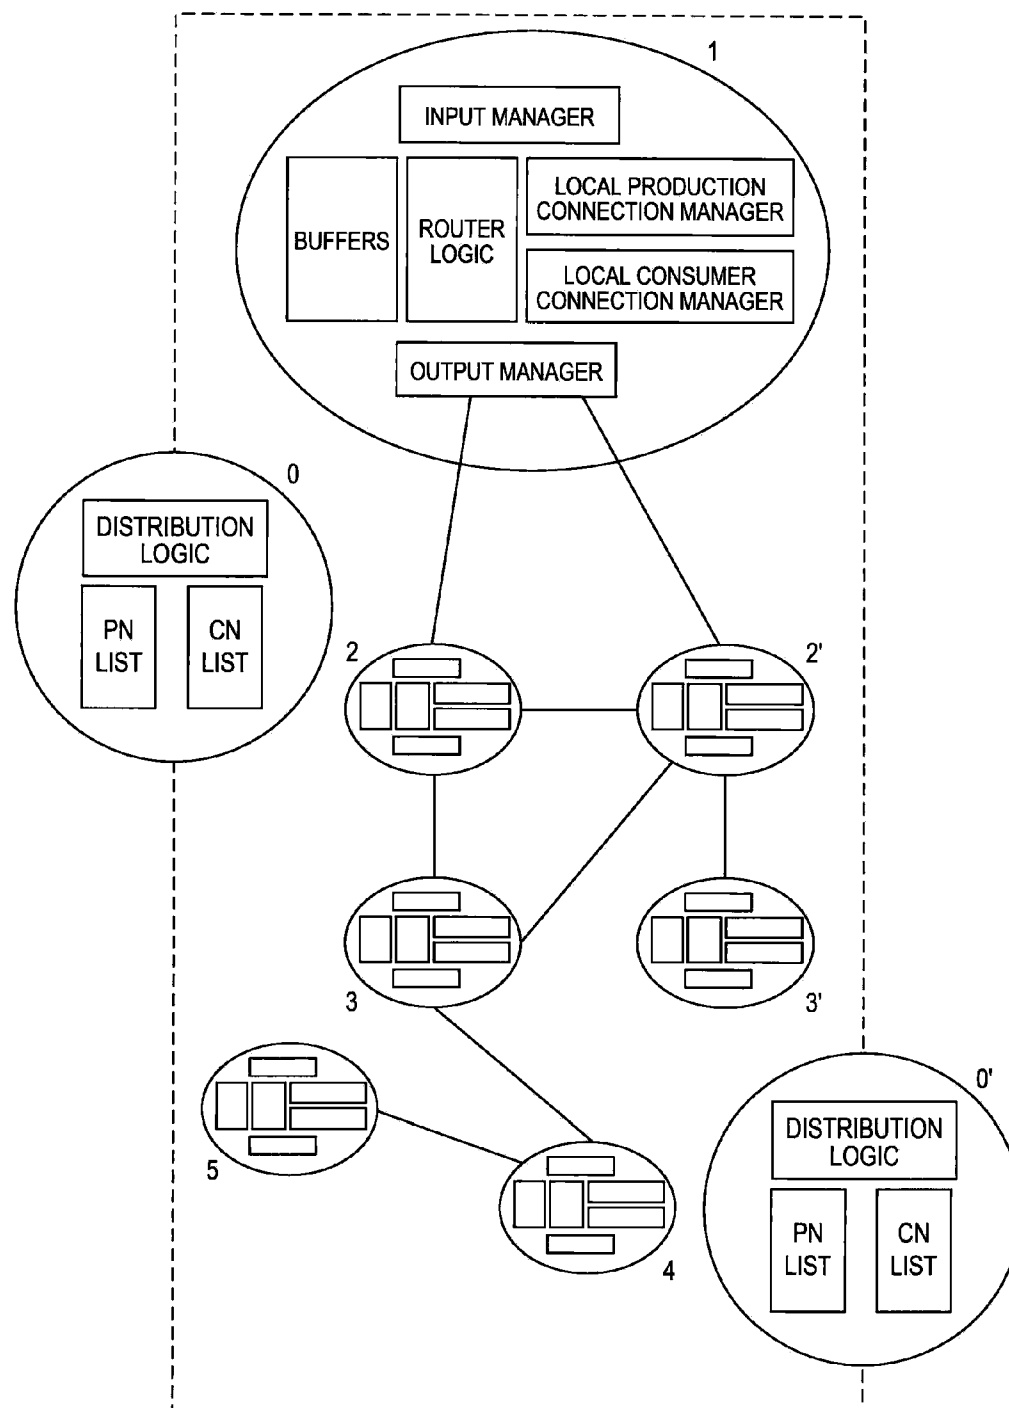 1
INPUT MANAGER
BUFFERS
ROUTER
LOGIC
LOCAL PRODUCTION
CONNECTION MANAGER
LOCAL CONSUMER
CONNECTION MANAGER
OUTPUT MANAGER
0
DISTRIBUTION
LOGIC
PN
LIST
CN
LIST
2
2'
3
3'
5
4
0'
DISTRIBUTION
LOGIC
PN
LIST
CN
LIST